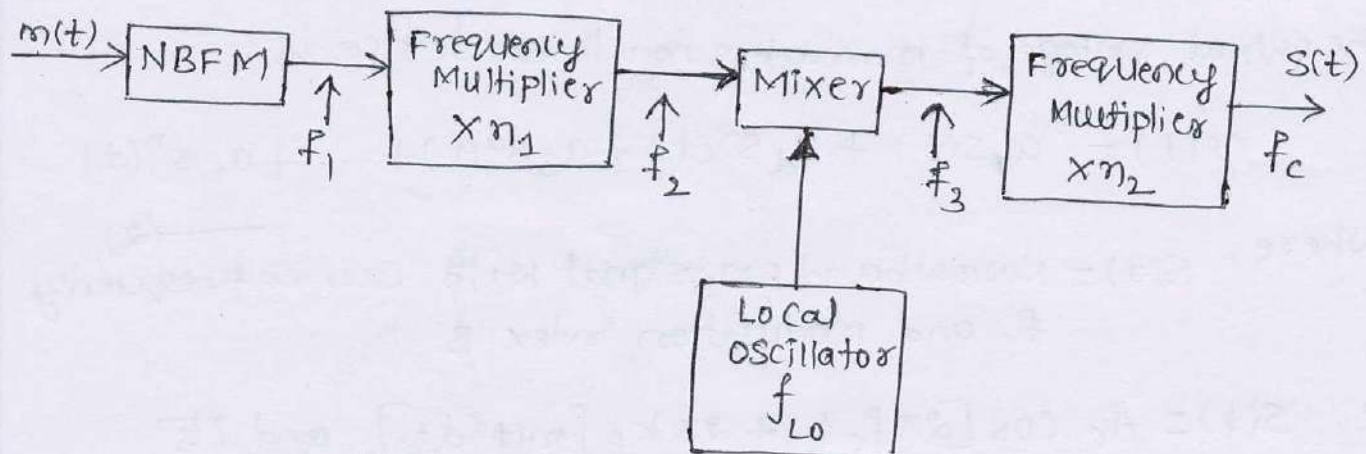 m(t)
NBFM
f1
Frequency
Multiplier
× n1
f2
Mixer
f3
Frequency
Multiplier
× n2
S(t)
fc
Local
Oscillator
fLO